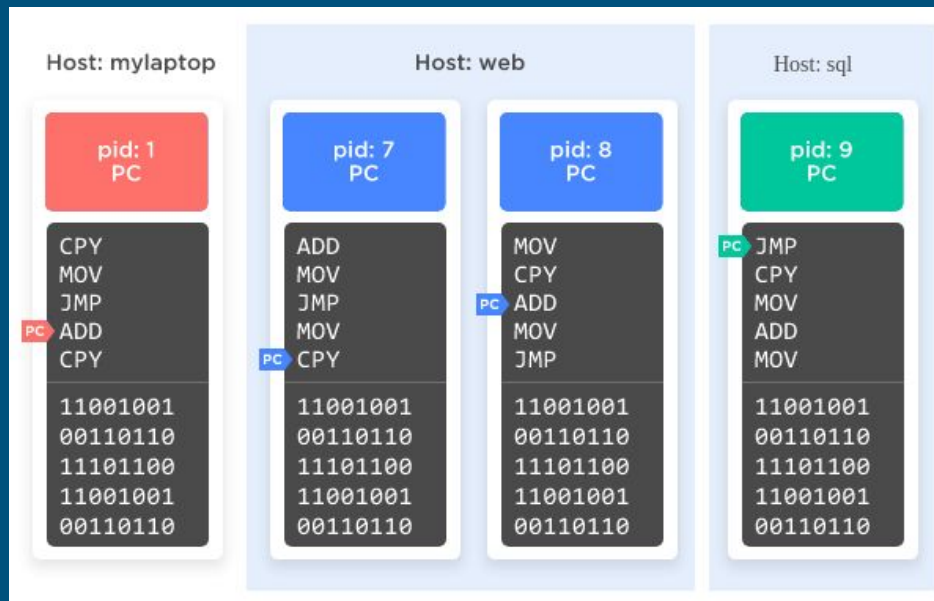 Host: mylaptop
pid: 1
PC
CPY
MOV
JMP
PC ADD
CPY
11001001
00110110
11101100
11001001
00110110
Host: web
pid: 7
PC
ADD
MOV
JMP
MOV
PC CPY
11001001
00110110
11101100
11001001
00110110
pid: 8
PC
MOV
CPY
PC ADD
MOV
JMP
11001001
00110110
11101100
11001001
00110110
Host: sql
pid: 9
PC
PC JMP
CPY
MOV
ADD
MOV
11001001
00110110
11101100
11001001
00110110